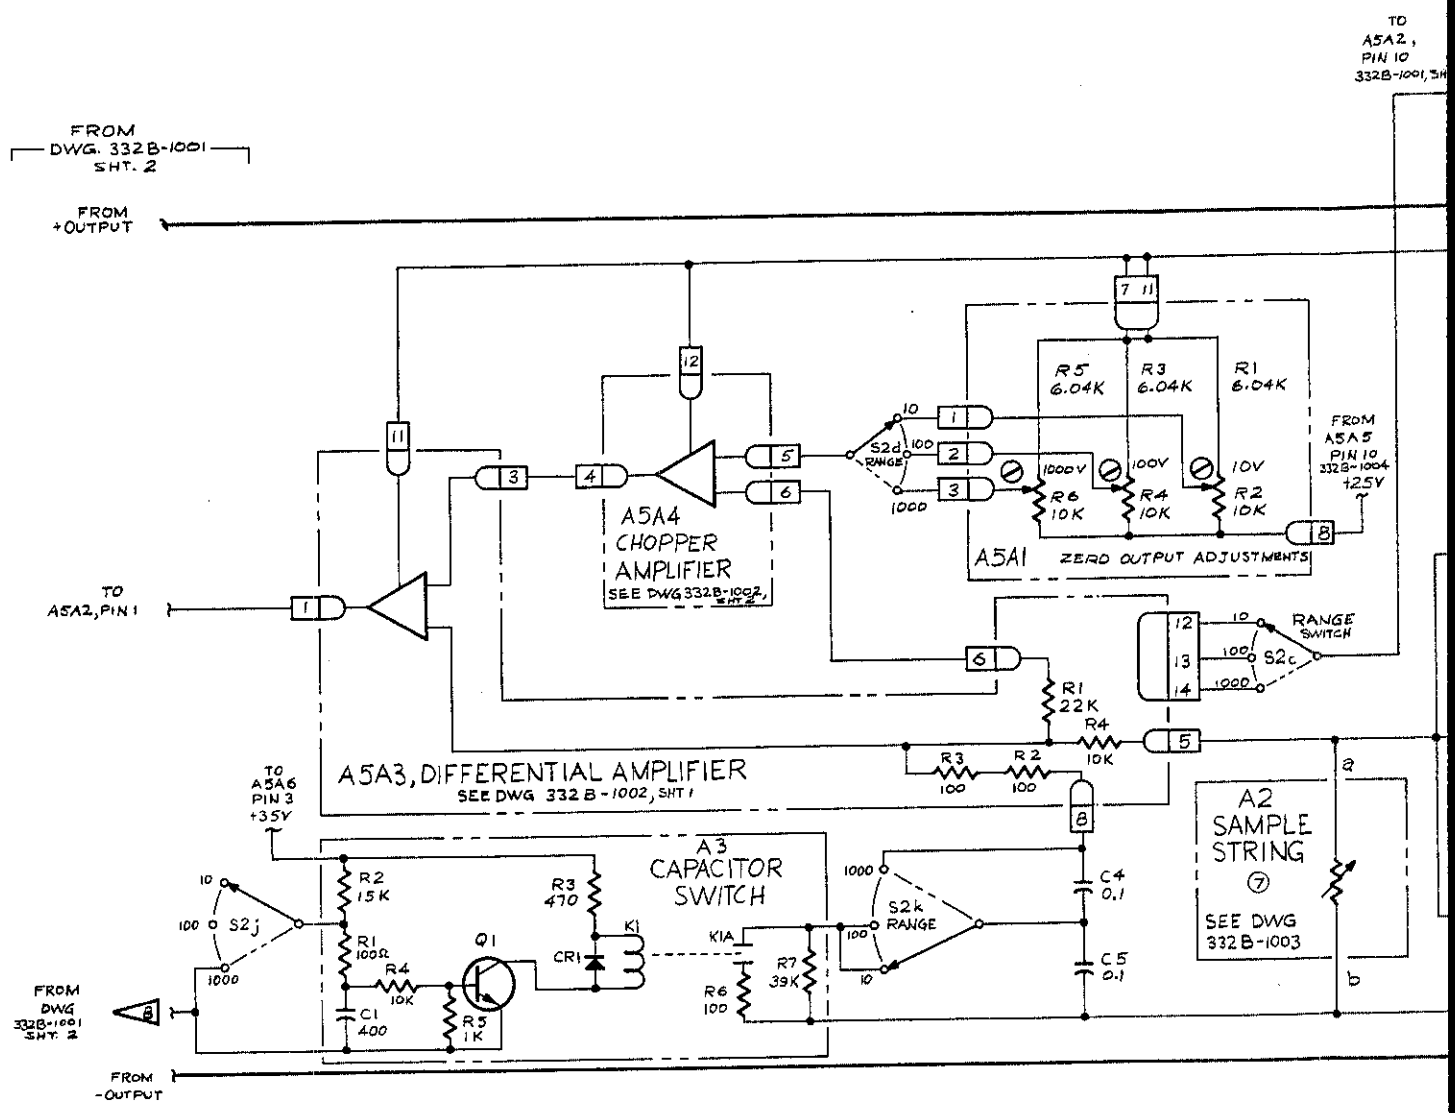 TO
A5A2,
PIN 10
332B-1001, SH
FROM
DWG. 332B-1001
SHT. 2
FROM
+OUTPUT
7 11
12
11
R5
6.04K
R3
6.04K
R1
6.04K
10
100
1000
S2d
RANGE
1
2
3
5
6
4
3
1000V
R6
10K
100V
R4
10K
10V
R2
10K
FROM
A5A5
PIN 10
332B-1004
+25V
8
A5A1 ZERO OUTPUT ADJUSTMENTS
A5A4
CHOPPER
AMPLIFIER
SEE DWG 332B-1002,
SHT 2
TO
A5A2, PIN 1
1
6
12
13
14
10
100
1000
S2c
RANGE
SWITCH
R1
22K
R4
10K
5
R3
100
R2
100
8
A5A3, DIFFERENTIAL AMPLIFIER
SEE DWG 332B-1002, SHT 1
TO
A5A6
PIN 3
+35V
10
100
1000
S2j
R2
15K
R1
100Ω
R4
10K
C1
400
R5
1K
Q1
R3
470
CR1
K1
A3
CAPACITOR
SWITCH
K1A
R6
100
R7
39K
1000
100
10
S2k
RANGE
C4
0.1
C5
0.1
a
A2
SAMPLE
STRING
7
SEE DWG
332B-1003
b
FROM
DWG
332B-1001
SHT. 2
B
FROM
-OUTPUT